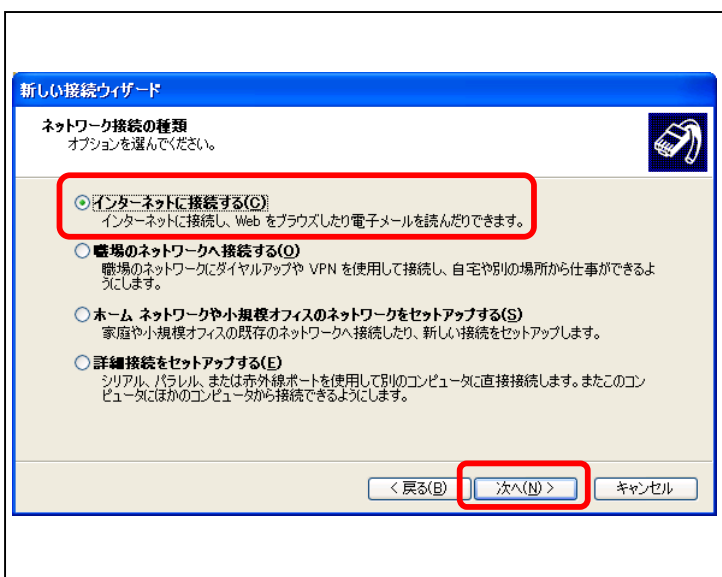 新しい接続ウィザード
ネットワーク接続の種類
オプションを選んでください。
インターネットに接続する(C)
インターネットに接続し、Web をブラウズしたり電子メールを読んだりできます。
職場のネットワークへ接続する(O)
職場のネットワークにダイヤルアップや VPN を使用して接続し、自宅や別の場所から仕事ができるよ
うにします。
ホーム ネットワークや小規模オフィスのネットワークをセットアップする(S)
家庭や小規模オフィスの既存のネットワークへ接続したり、新しい接続をセットアップします。
詳細接続をセットアップする(E)
シリアル、パラレル、または赤外線ポートを使用して別のコンピュータに直接接続します。またこのコン
ピュータにほかのコンピュータから接続できるようにします。
< 戻る(B) 次へ(N) > キャンセル